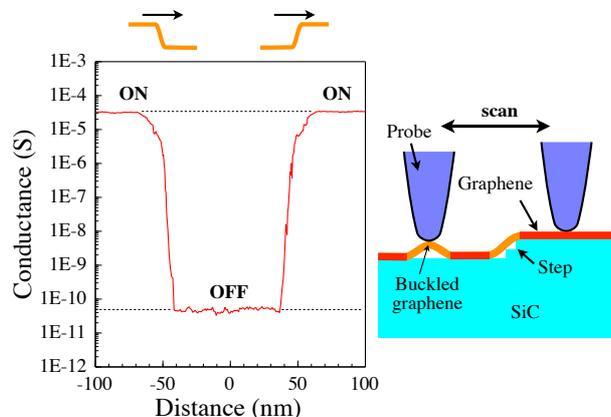 1E-3
1E-4
1E-5
1E-6
1E-7
1E-8
1E-9
1E-10
1E-11
1E-12
Conductance (S)
ON
ON
OFF
-100
-50
0
50
100
Distance (nm)
scan
Probe
Graphene
Buckled
graphene
Step
SiC